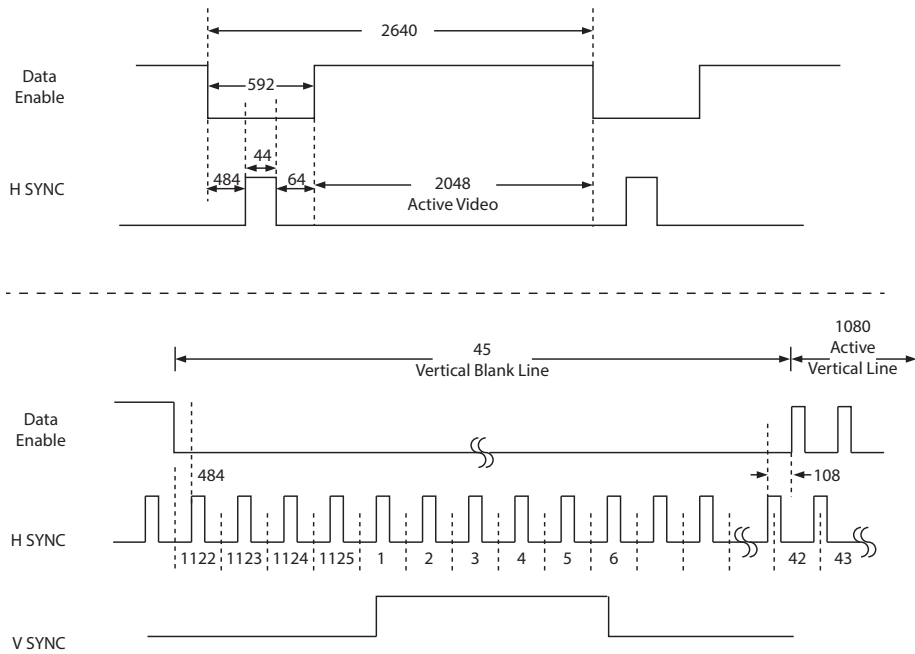 2640
Data
Enable
592
44
484
64
H SYNC
2048
Active Video
45
Vertical Blank Line
1080
Active
Vertical Line
Data
Enable
484
108
H SYNC
1122 1123 1124 1125 1 2 3 4 5 6 42 43
V SYNC